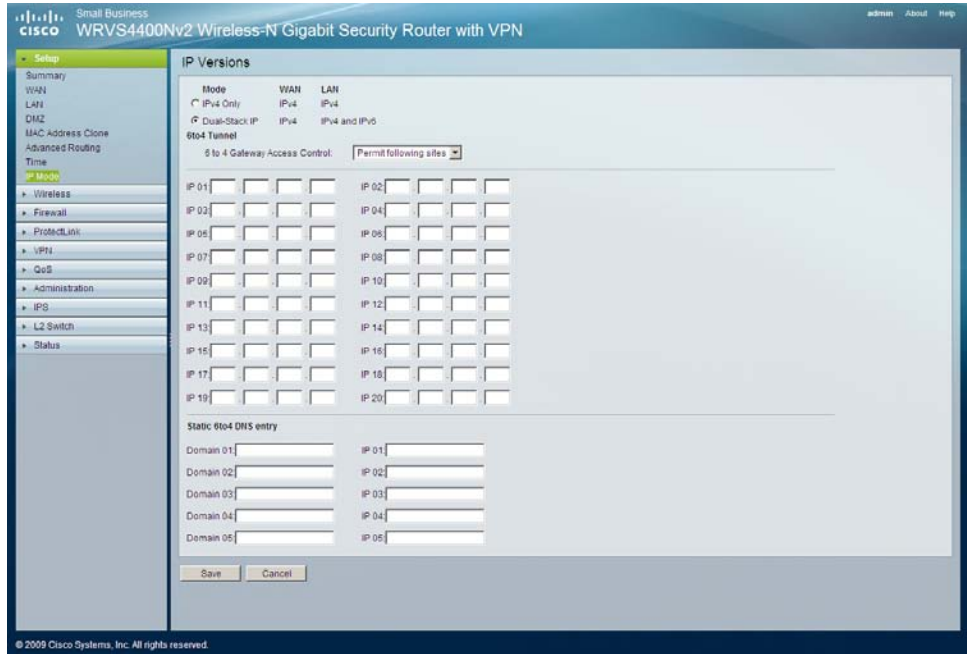 Small Business
cisco WRVS4400Nv2 Wireless-N Gigabit Security Router with VPN
admin About Help
Setup
Summary
WAN
LAN
DMZ
MAC Address Clone
Advanced Routing
Time
IP Mode
Wireless
Firewall
ProtectLink
VPN
QoS
Administration
IPS
L2 Switch
Status
IP Versions
Mode WAN LAN
IPv4 Only IPv4 IPv4
Dual-Stack IP IPv4 IPv4 and IPv6
6to4 Tunnel
6 to 4 Gateway Access Control: Permit following sites
IP 01: . . . IP 02: . . .
IP 03: . . . IP 04: . . .
IP 05: . . . IP 06: . . .
IP 07: . . . IP 08: . . .
IP 09: . . . IP 10: . . .
IP 11: . . . IP 12: . . .
IP 13: . . . IP 14: . . .
IP 15: . . . IP 16: . . .
IP 17: . . . IP 18: . . .
IP 19: . . . IP 20: . . .
Static 6to4 DNS entry
Domain 01: IP 01:
Domain 02: IP 02:
Domain 03: IP 03:
Domain 04: IP 04:
Domain 05: IP 05:
Save Cancel
© 2009 Cisco Systems, Inc. All rights reserved.